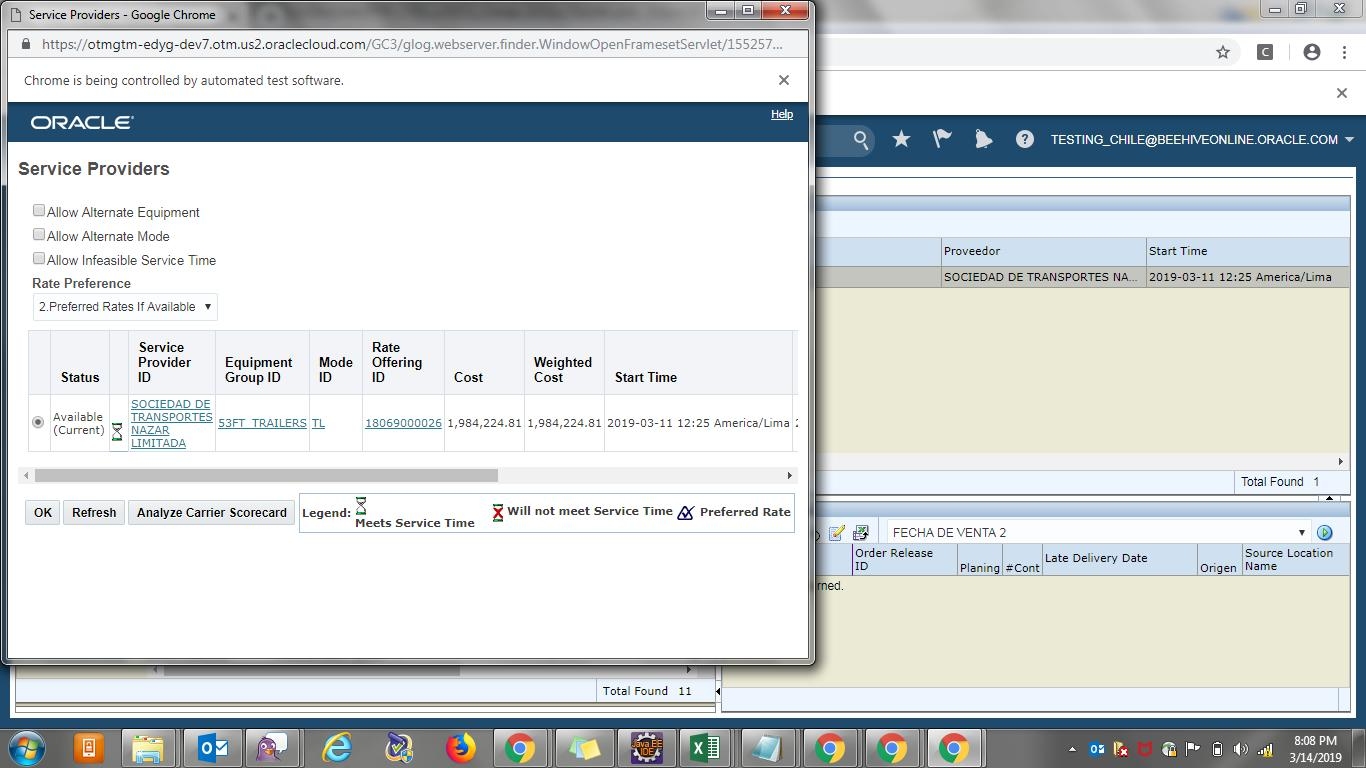 Service Providers - Google Chrome
https://otmgtm-edyg-dev7.otm.us2.oraclecloud.com/GC3/glog.webserver.finder.WindowOpenFramesetServlet/155257...
Chrome is being controlled by automated test software.
ORACLE
Help
Service Providers
Allow Alternate Equipment
Allow Alternate Mode
Allow Infeasible Service Time
Rate Preference
2.Preferred Rates If Available
Status
Service
Provider
ID
Equipment
Group ID
Mode
ID
Rate
Offering
ID
Cost
Weighted
Cost
Start Time
Available
(Current)
SOCIEDAD DE
TRANSPORTES
NAZAR
LIMITADA
53FT_TRAILERS
TL
18069000026
1,984,224.81
1,984,224.81
2019-03-11 12:25 America/Lima
OK
Refresh
Analyze Carrier Scorecard
Legend:
Meets Service Time
Will not meet Service Time
Preferred Rate
C
TESTING_CHILE@BEEHIVEONLINE.ORACLE.COM
Proveedor
Start Time
SOCIEDAD DE TRANSPORTES NA...
2019-03-11 12:25 America/Lima
Total Found 1
FECHA DE VENTA 2
Order Release
ID
Planing
#Cont
Late Delivery Date
Origen
Source Location
Name
rned.
Total Found 11
Java EE
IDE
8:08 PM
3/14/2019